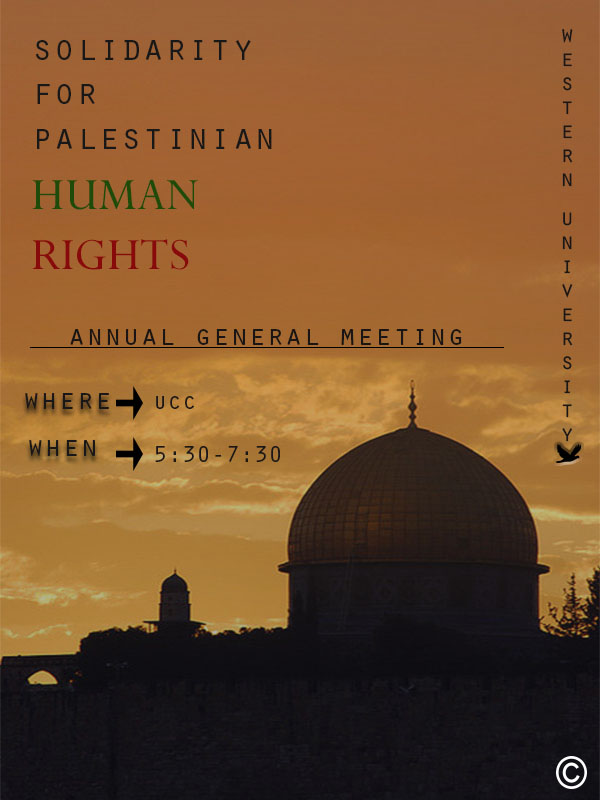 SOLIDARITY
FOR
PALESTINIAN
HUMAN
RIGHTS
ANNUAL GENERAL MEETING
WHERE UCC
WHEN 5:30-7:30
WESTERN UNIVERSITY
©